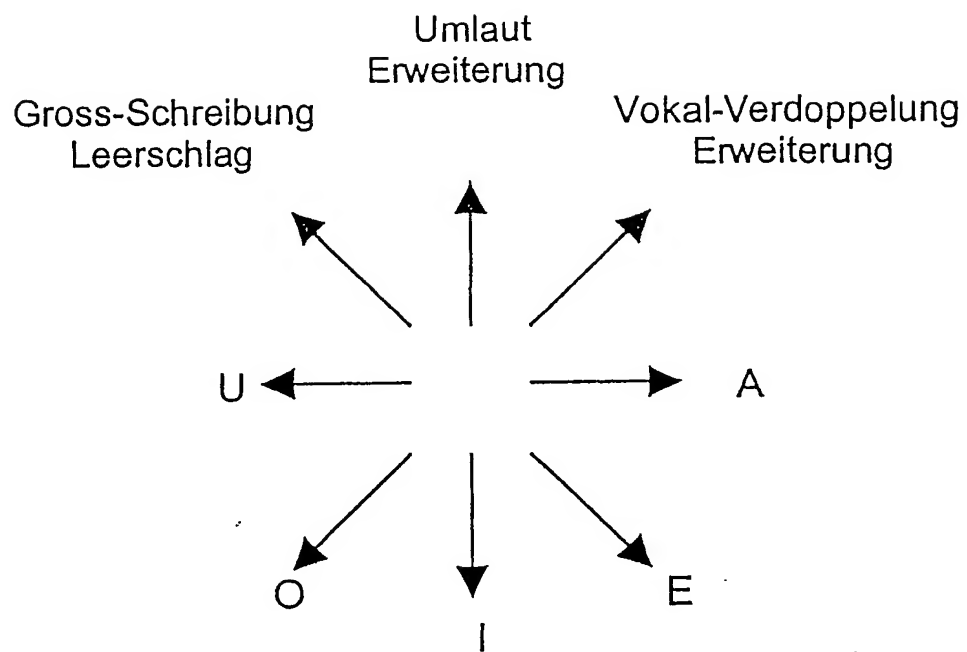 Umlaut
Erweiterung
Gross-Schreibung
Leerschlag
Vokal-Verdoppelung
Erweiterung
U
A
O
I
E